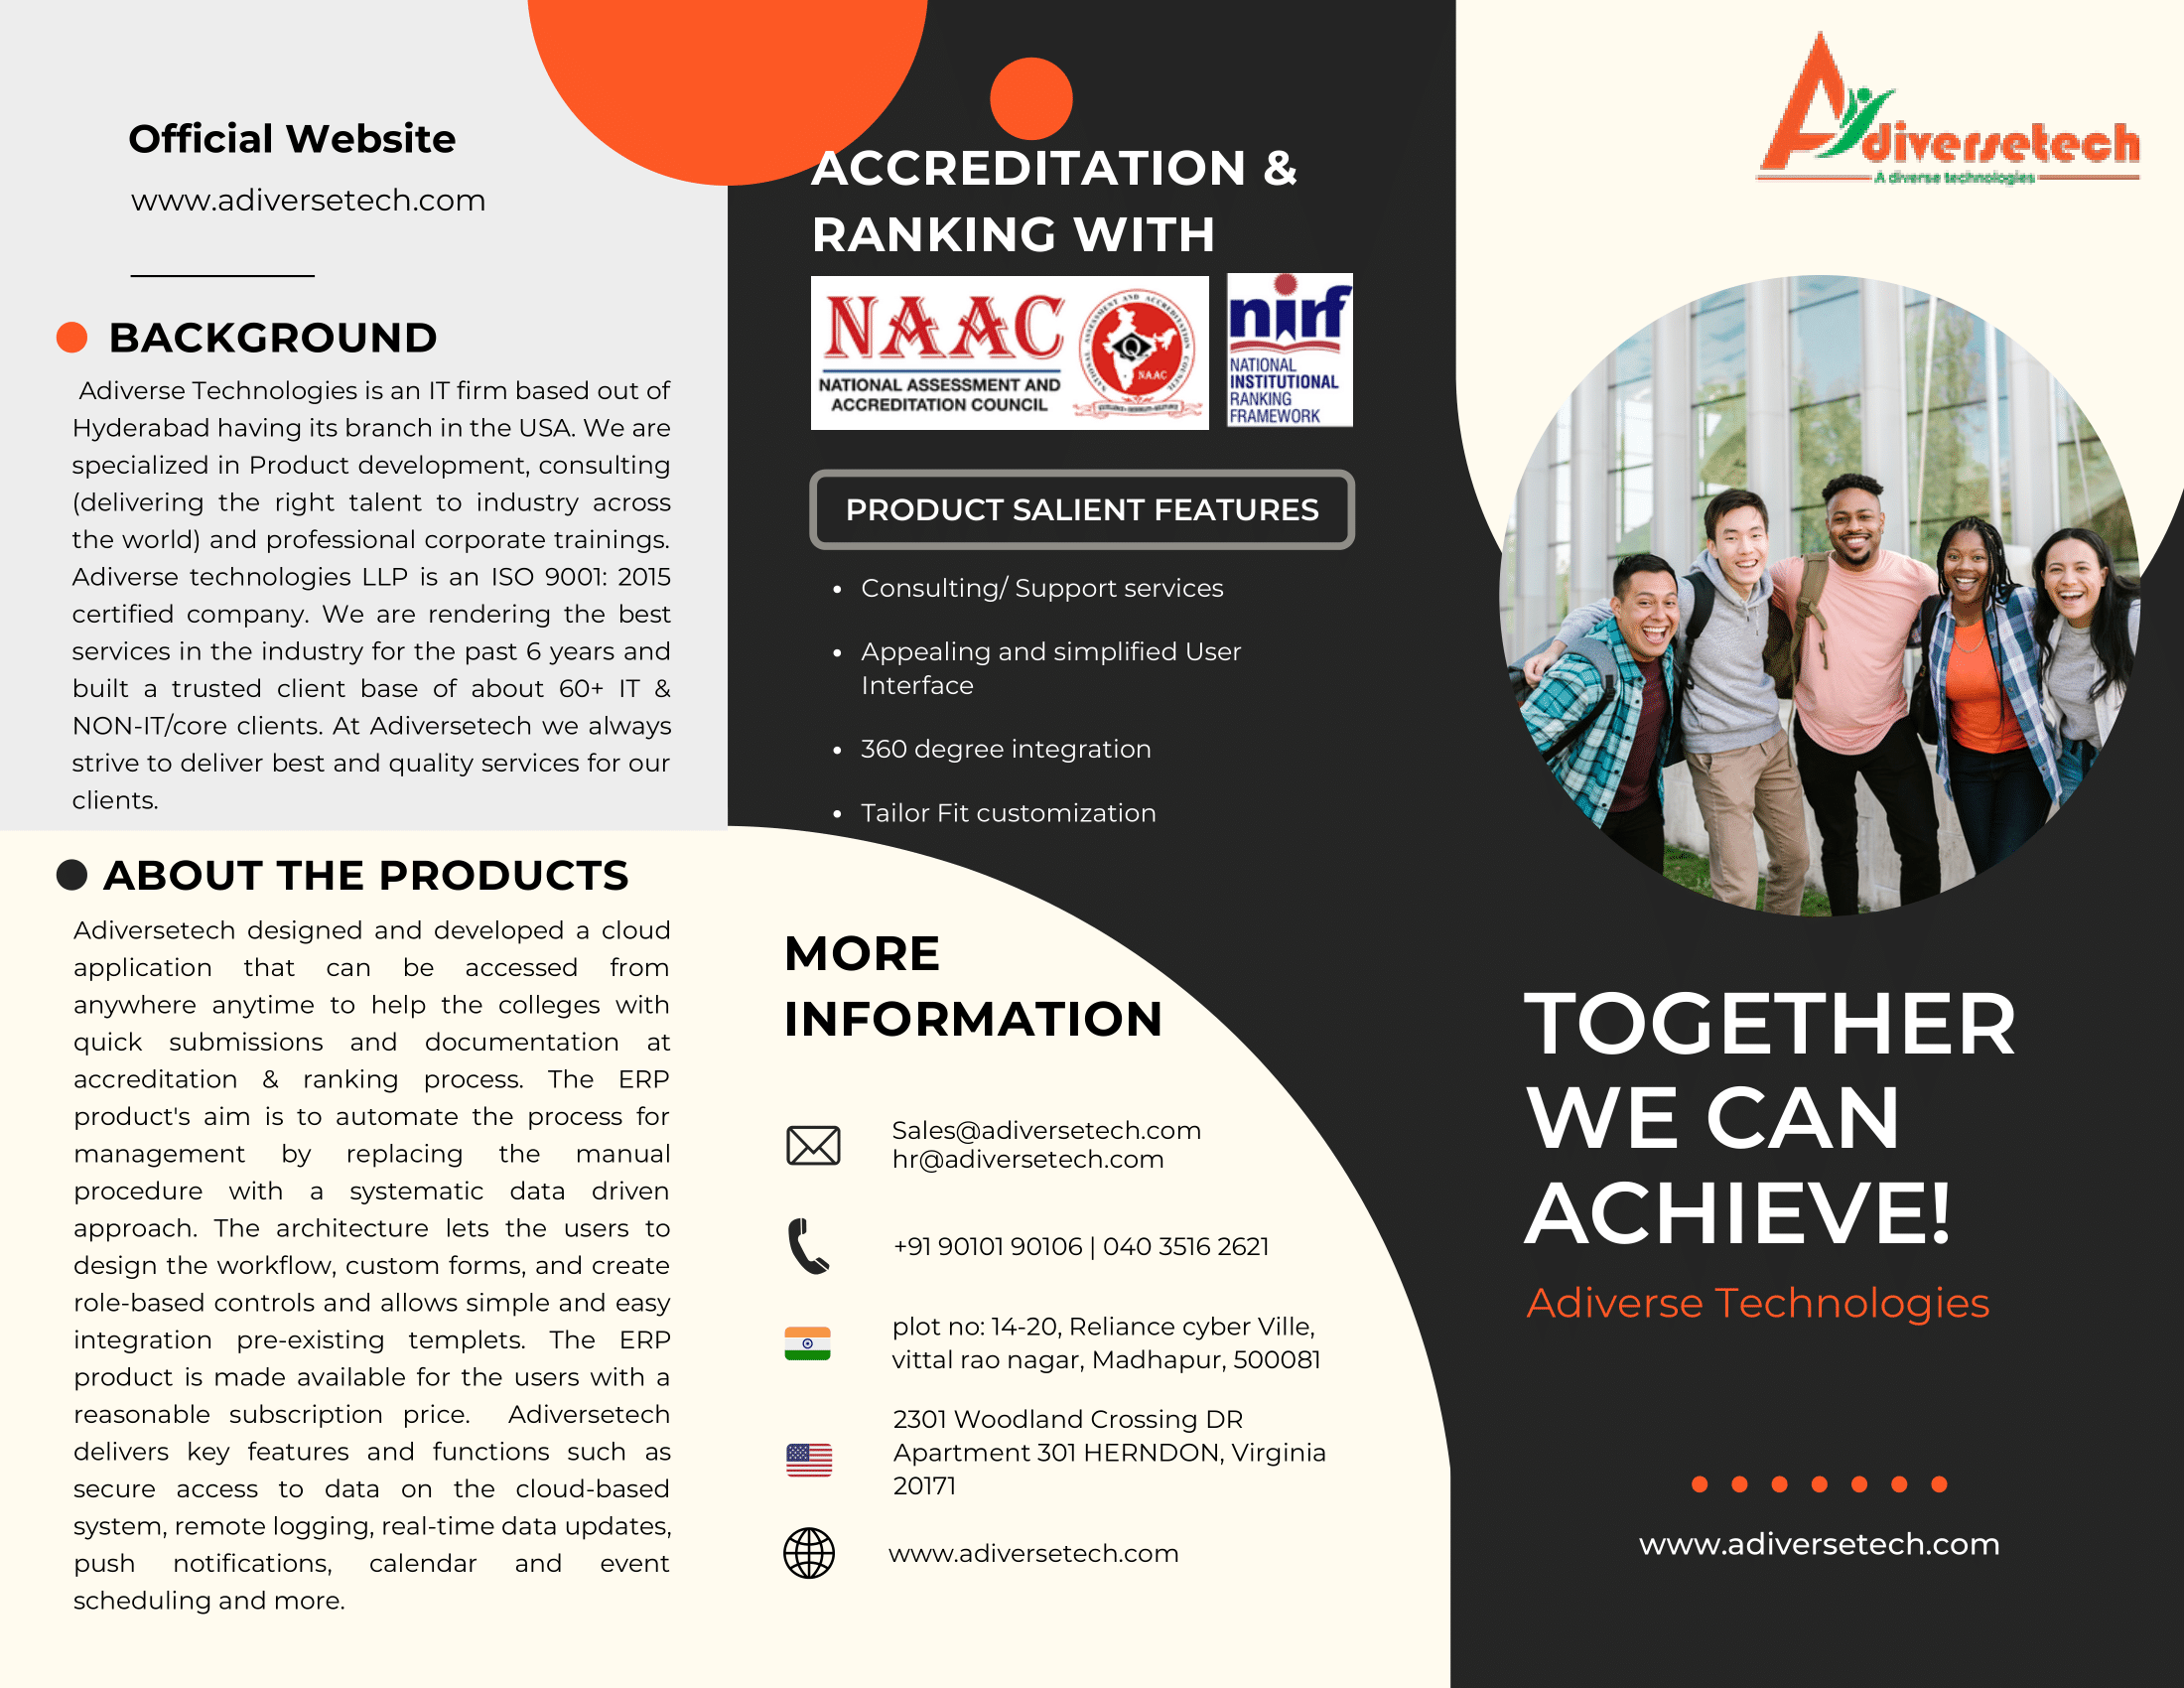 Official Website
www.adiversetech.com
BACKGROUND
Adiverse Technologies is an IT firm based out of
Hyderabad having its branch in the USA. We are
specialized in Product development, consulting
(delivering the right talent to industry across
the world) and professional corporate trainings.
Adiverse technologies LLP is an ISO 9001: 2015
certified company. We are rendering the best
services in the industry for the past 6 years and
built a trusted client base of about 60+ IT &
NON-IT/core clients. At Adiversetech we always
strive to deliver best and quality services for our
clients.
ABOUT THE PRODUCTS
Adiversetech designed and developed a cloud
application that can be accessed from
anywhere anytime to help the colleges with
quick submissions and documentation at
accreditation & ranking process. The ERP
product's aim is to automate the process for
management by replacing the manual
procedure with a systematic data driven
approach. The architecture lets the users to
design the workflow, custom forms, and create
role-based controls and allows simple and easy
integration pre-existing templets. The ERP
product is made available for the users with a
reasonable subscription price. Adiversetech
delivers key features and functions such as
secure access to data on the cloud-based
system, remote logging, real-time data updates,
push notifications, calendar and event
scheduling and more.
ACCREDITATION &
RANKING WITH
NAAC
NATIONAL ASSESSMENT AND
ACCREDITATION COUNCIL
NATIONAL ASSESSMENT AND ACCREDITATION COUNCIL
Q
NAAC
nirf
NATIONAL
INSTITUTIONAL
RANKING
FRAMEWORK
PRODUCT SALIENT FEATURES
• Consulting/ Support services
• Appealing and simplified User
Interface
• 360 degree integration
• Tailor Fit customization
MORE
INFORMATION
Sales@adiversetech.com
hr@adiversetech.com
+91 90101 90106 | 040 3516 2621
plot no: 14-20, Reliance cyber Ville,
vittal rao nagar, Madhapur, 500081
2301 Woodland Crossing DR
Apartment 301 HERNDON, Virginia
20171
www.adiversetech.com
Adiversetech
A diverse technologies
TOGETHER
WE CAN
ACHIEVE!
Adiverse Technologies
www.adiversetech.com